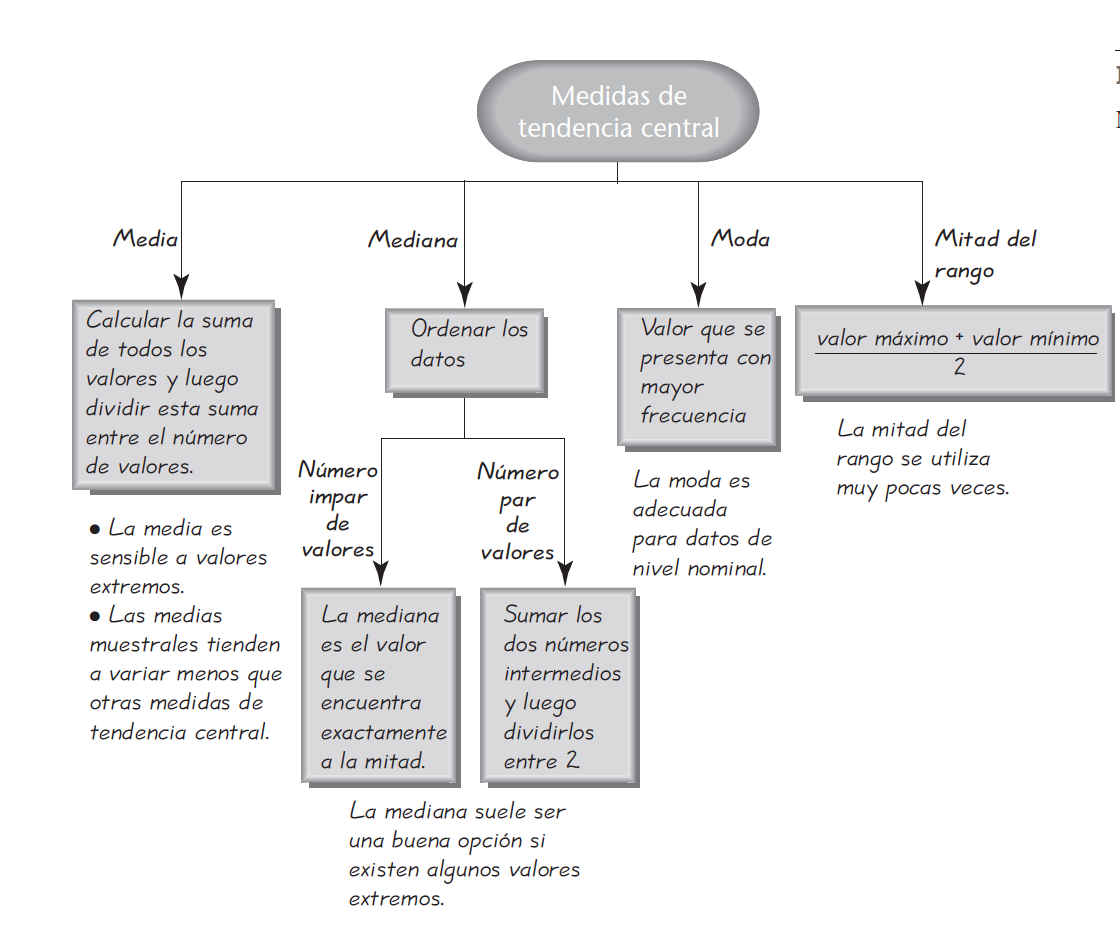 Medidas de
tendencia central
Media
Calcular la suma
de todos los
valores y luego
dividir esta suma
entre el número
de valores.
• La media es
sensible a valores
extremos.
• Las medias
muestrales tienden
a variar menos que
otras medidas de
tendencia central.
Mediana
Ordenar los
datos
Número
impar
de
valores
La mediana
es el valor
que se
encuentra
exactamente
a la mitad.
Número
par
de
valores
Sumar los
dos números
intermedios
y luego
dividirlos
entre 2
La mediana suele ser
una buena opción si
existen algunos valores
extremos.
Moda
Valor que se
presenta con
mayor
frecuencia
La moda es
adecuada
para datos de
nivel nominal.
Mitad del
rango
valor máximo + valor mínimo
2
La mitad del
rango se utiliza
muy pocas veces.